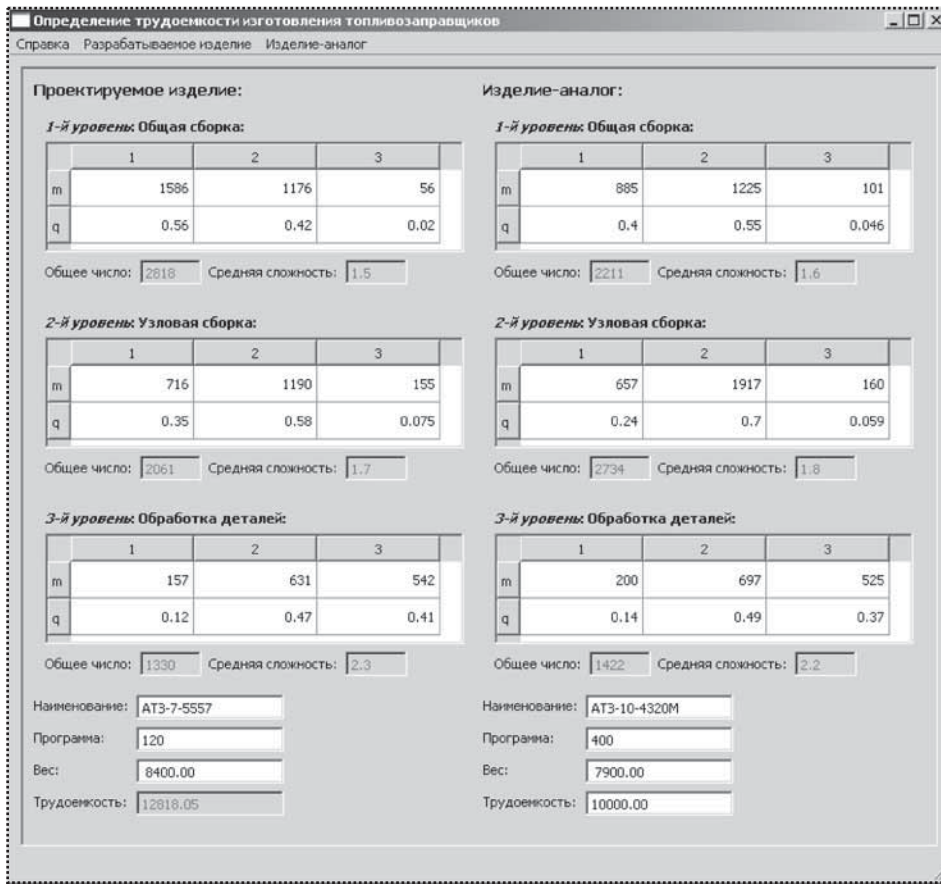 Определение трудоемкости изготовления топливозаправщиков
Справка Разрабатываемое изделие Изделие-аналог
Проектируемое изделие:
1-й уровень: Общая сборка:
1 2 3
m 1586 1176 56
q 0.56 0.42 0.02
Общее число: 2818 Средняя сложность: 1.5
2-й уровень: Узловая сборка:
1 2 3
m 716 1190 155
q 0.35 0.58 0.075
Общее число: 2061 Средняя сложность: 1.7
3-й уровень: Обработка деталей:
1 2 3
m 157 631 542
q 0.12 0.47 0.41
Общее число: 1330 Средняя сложность: 2.3
Наименование: АТЗ-7-5557
Программа: 120
Вес: 8400.00
Трудоемкость: 12818.05
Изделие-аналог:
1-й уровень: Общая сборка:
1 2 3
m 885 1225 101
q 0.4 0.55 0.046
Общее число: 2211 Средняя сложность: 1.6
2-й уровень: Узловая сборка:
1 2 3
m 657 1917 160
q 0.24 0.7 0.059
Общее число: 2734 Средняя сложность: 1.8
3-й уровень: Обработка деталей:
1 2 3
m 200 697 525
q 0.14 0.49 0.37
Общее число: 1422 Средняя сложность: 2.2
Наименование: АТЗ-10-4320М
Программа: 400
Вес: 7900.00
Трудоемкость: 10000.00